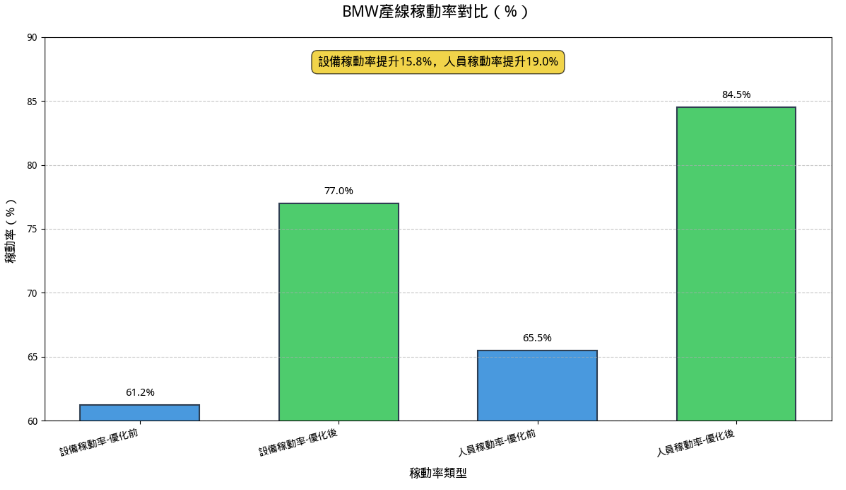 BMW產線稼動率對比（%）
設備稼動率提升15.8%，人員稼動率提升19.0%
稼動率（%）
90
85
80
75
70
65
60
61.2%
77.0%
65.5%
84.5%
設備稼動率-優化前
設備稼動率-優化後
人員稼動率-優化前
人員稼動率-優化後
稼動率類型